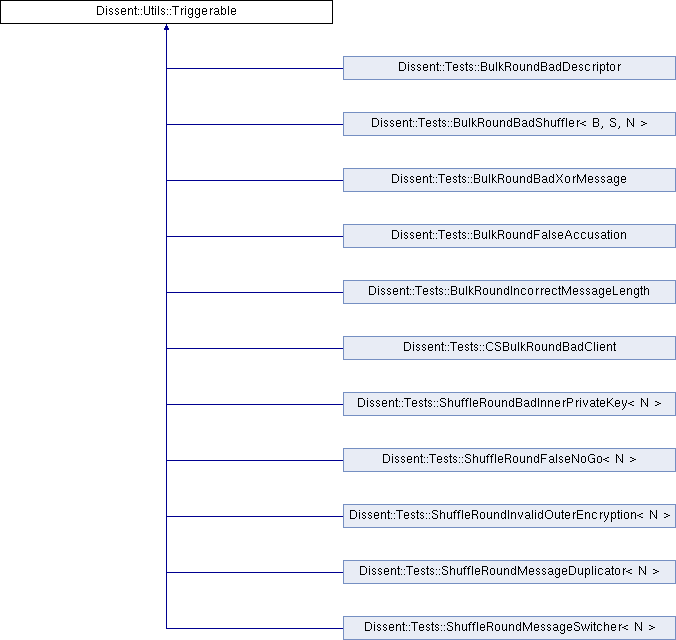 Dissent::Utils::Triggerable
Dissent::Tests::BulkRoundBadDescriptor
Dissent::Tests::BulkRoundBadShuffler< B, S, N >
Dissent::Tests::BulkRoundBadXorMessage
Dissent::Tests::BulkRoundFalseAccusation
Dissent::Tests::BulkRoundIncorrectMessageLength
Dissent::Tests::CSBulkRoundBadClient
Dissent::Tests::ShuffleRoundBadInnerPrivateKey< N >
Dissent::Tests::ShuffleRoundFalseNoGo< N >
Dissent::Tests::ShuffleRoundInvalidOuterEncryption< N >
Dissent::Tests::ShuffleRoundMessageDuplicator< N >
Dissent::Tests::ShuffleRoundMessageSwitcher< N >